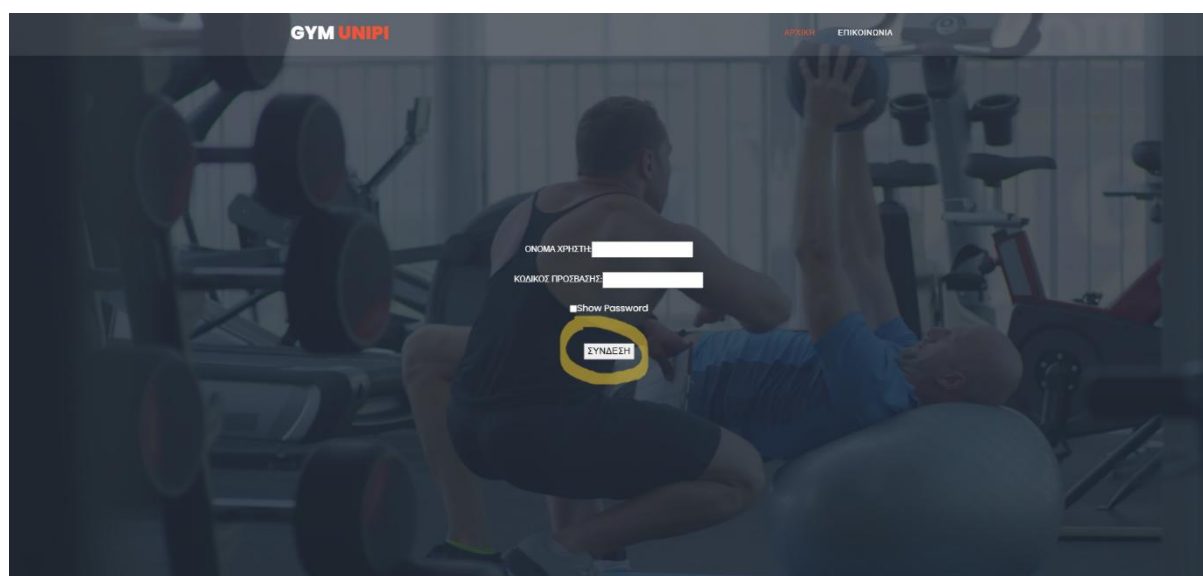 GYM UNIPI
ΑΡΧΙΚΗ ΕΠΙΚΟΙΝΩΝΙΑ
ΟΝΟΜΑ ΧΡΗΣΤΗ:
ΚΩΔΙΚΟΣ ΠΡΟΣΒΑΣΗΣ:
Show Password
ΣΥΝΔΕΣΗ